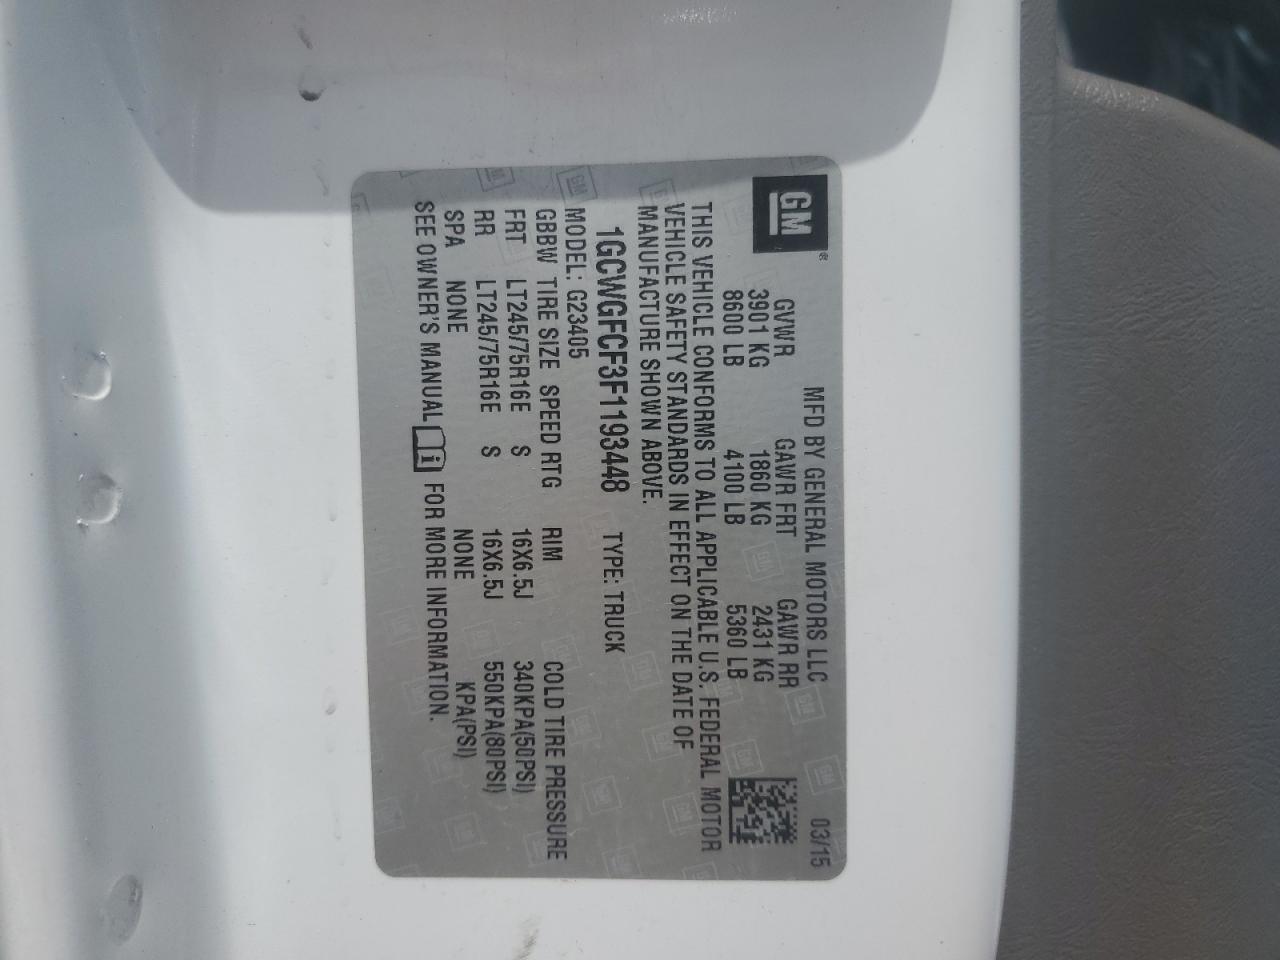 GM®
MFD BY GENERAL MOTORS LLC 03/15
GVWR GAWR FRT GAWR RR
3901 KG 1860 KG 2431 KG
8600 LB 4100 LB 5360 LB
THIS VEHICLE CONFORMS TO ALL APPLICABLE U.S. FEDERAL MOTOR
VEHICLE SAFETY STANDARDS IN EFFECT ON THE DATE OF
MANUFACTURE SHOWN ABOVE.
1GCWGFCF3F1193448 TYPE: TRUCK
MODEL: G23405
GBBW TIRE SIZE SPEED RTG RIM COLD TIRE PRESSURE
FRT LT245/75R16E S 16X6.5J 340KPA(50PSI)
RR LT245/75R16E S 16X6.5J 550KPA(80PSI)
SPA NONE NONE KPA(PSI)
SEE OWNER'S MANUAL i FOR MORE INFORMATION.